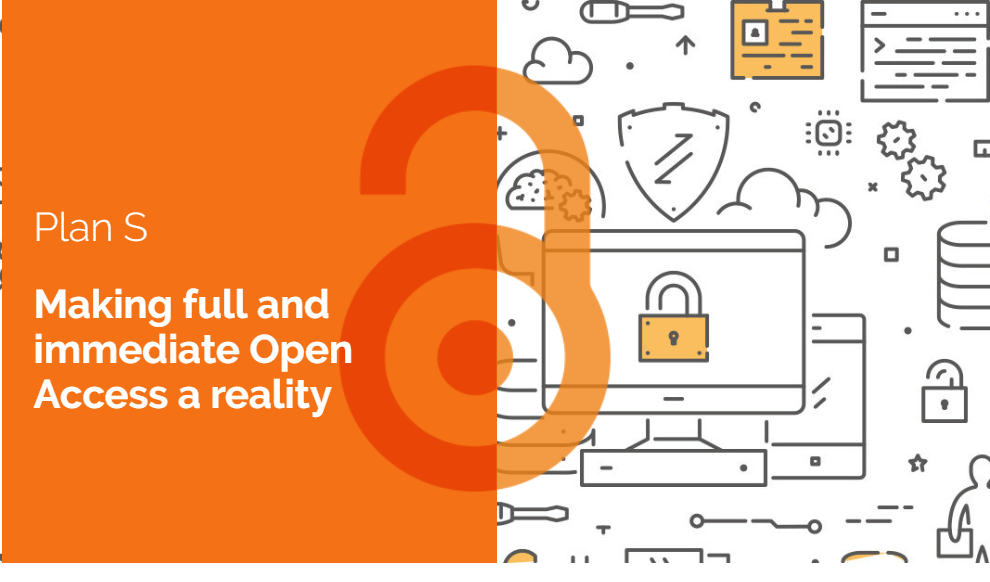 Plan S
Making full and
immediate Open
Access a reality